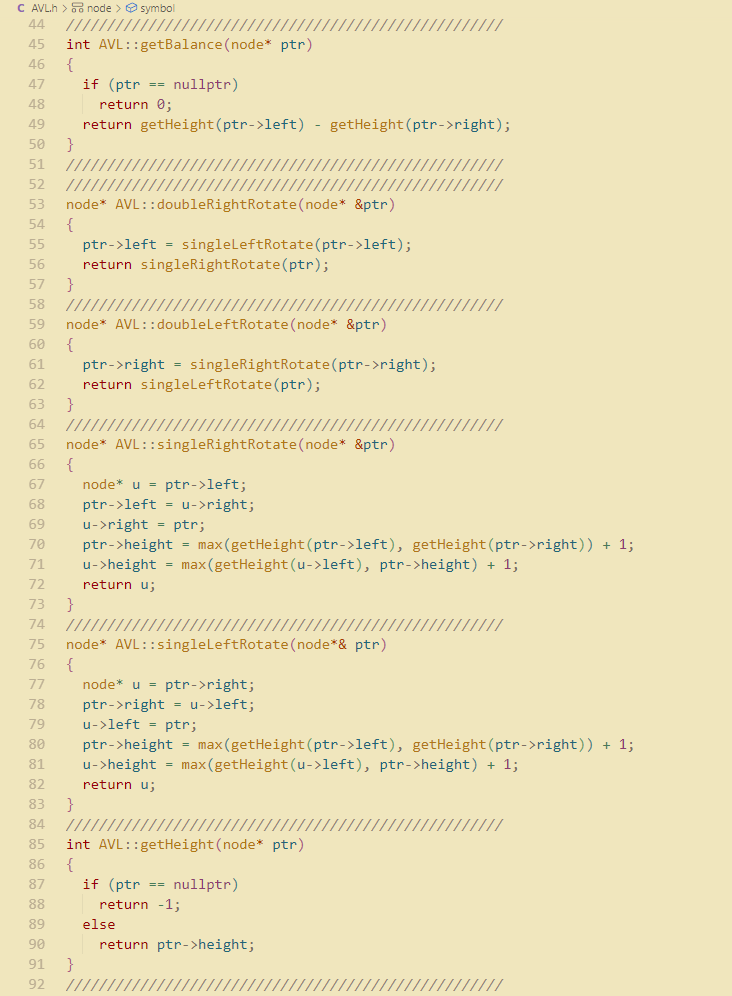 C AVL.h > node > symbol
44 /////////////////////////////////////////////////////
45 int AVL::getBalance(node* ptr)
46 {
47 if (ptr == nullptr)
48 return 0;
49 return getHeight(ptr->left) - getHeight(ptr->right);
50 }
51 /////////////////////////////////////////////////////
52 /////////////////////////////////////////////////////
53 node* AVL::doubleRightRotate(node* &ptr)
54 {
55 ptr->left = singleLeftRotate(ptr->left);
56 return singleRightRotate(ptr);
57 }
58 /////////////////////////////////////////////////////
59 node* AVL::doubleLeftRotate(node* &ptr)
60 {
61 ptr->right = singleRightRotate(ptr->right);
62 return singleLeftRotate(ptr);
63 }
64 /////////////////////////////////////////////////////
65 node* AVL::singleRightRotate(node* &ptr)
66 {
67 node* u = ptr->left;
68 ptr->left = u->right;
69 u->right = ptr;
70 ptr->height = max(getHeight(ptr->left), getHeight(ptr->right)) + 1;
71 u->height = max(getHeight(u->left), ptr->height) + 1;
72 return u;
73 }
74 /////////////////////////////////////////////////////
75 node* AVL::singleLeftRotate(node*& ptr)
76 {
77 node* u = ptr->right;
78 ptr->right = u->left;
79 u->left = ptr;
80 ptr->height = max(getHeight(ptr->left), getHeight(ptr->right)) + 1;
81 u->height = max(getHeight(u->left), ptr->height) + 1;
82 return u;
83 }
84 /////////////////////////////////////////////////////
85 int AVL::getHeight(node* ptr)
86 {
87 if (ptr == nullptr)
88 return -1;
89 else
90 return ptr->height;
91 }
92 /////////////////////////////////////////////////////